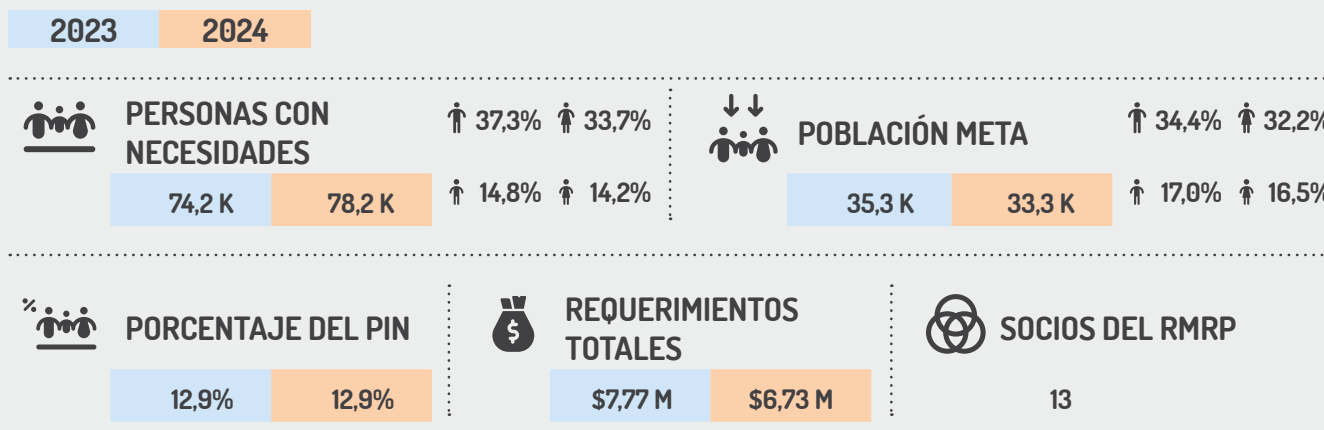 2023 2024
PERSONAS CON
NECESIDADES
37,3% 33,7%
74,2 K 78,2 K
14,8% 14,2%
POBLACIÓN META
34,4% 32,2%
35,3 K 33,3 K
17,0% 16,5%
% PORCENTAJE DEL PIN
12,9% 12,9%
$ REQUERIMIENTOS
TOTALES
$7,77 M $6,73 M
SOCIOS DEL RMRP
13